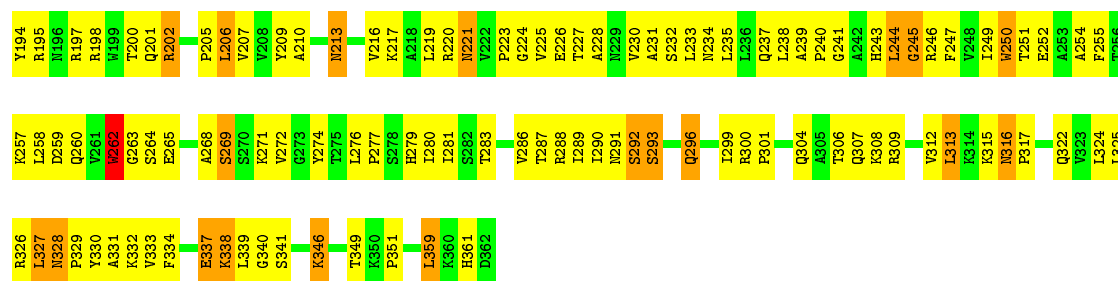 Y194 R195 N196 R197 R198 W199 T200 Q201 R202 P205 L206 V207 V208 Y209 A210 N213 V216 K217 A218 L219 R220 N221 V222 P223 G224 V225 E226 T227 A228 N229 V230 A231 S232 L233 N234 L235 L236 Q237 L238 A239 P240 G241 A242 H243 L244 G245 R246 F247 V248 I249 W250 T251 E252 A253 A254 F255 T256
K257 L258 D259 Q260 V261 W262 G263 S264 E265 A268 S269 S270 K271 V272 G273 Y274 T275 L276 P277 S278 H279 I280 I281 S282 T283 V286 T287 R288 I289 I290 N291 S292 S293 Q296 I299 R300 P301 Q304 A305 T306 Q307 K308 R309 V312 L313 K314 K315 N316 P317 Q322 V323 L324 L325
R326 L327 N328 P329 Y330 A331 K332 V333 F334 E337 K338 L339 G340 S341 K346 T349 K350 P351 L359 K360 H361 D362